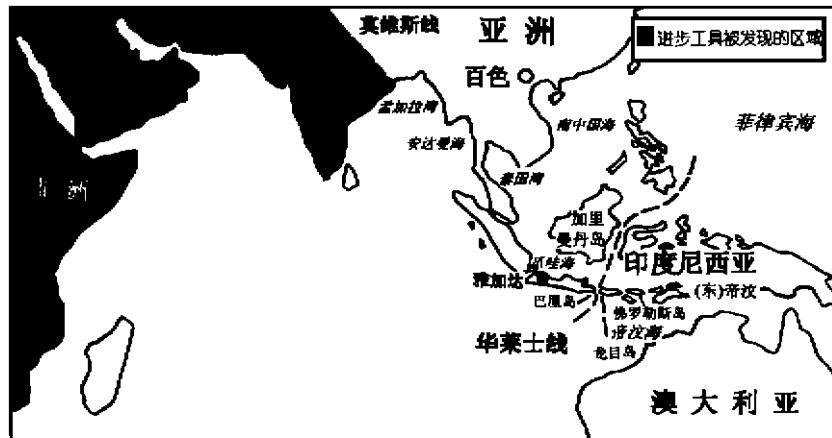 莫维斯线
亚洲
进步工具被发现的区域
百色
孟加拉湾
南中国海
菲律宾海
安达曼海
泰国湾
加里
曼丹岛
爪哇海
印度尼西亚
雅加达
巴厘岛
(东)帝汶
佛罗勒斯岛
帝汶海
华莱士线
龙目岛
澳大利亚